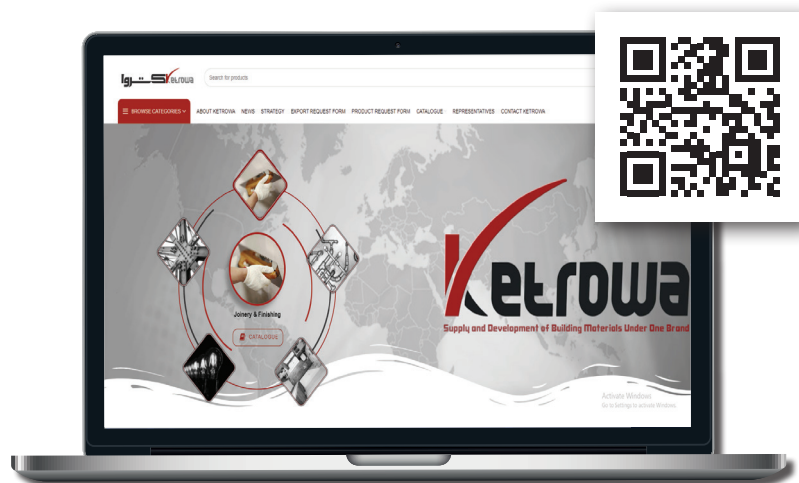 كتروا Ketrowa
Search for products
BROWSE CATEGORIES
ABOUT KETROWA NEWS STRATEGY EXPORT REQUEST FORM PRODUCT REQUEST FORM CATALOGUE REPRESENTATIVES CONTACT KETROWA
Ketrowa
Supply and Development of Building Materials Under One Brand
Joinery & Finishing
CATALOGUE
Activate Windows
Go to Settings to activate Windows.